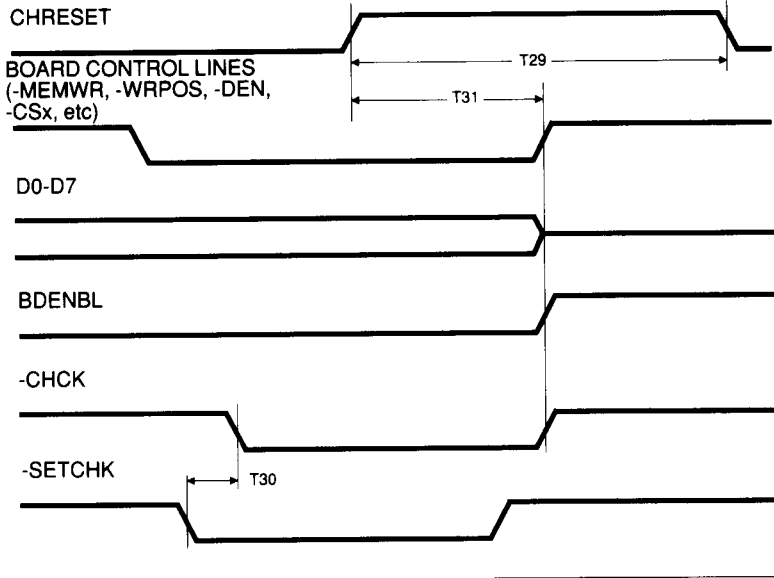 CHRESET
T29
BOARD CONTROL LINES
(-MEMWR, -WRPOS, -DEN,
-CSx, etc)
T31
D0-D7
BDENBL
-CHCK
-SETCHK
T30